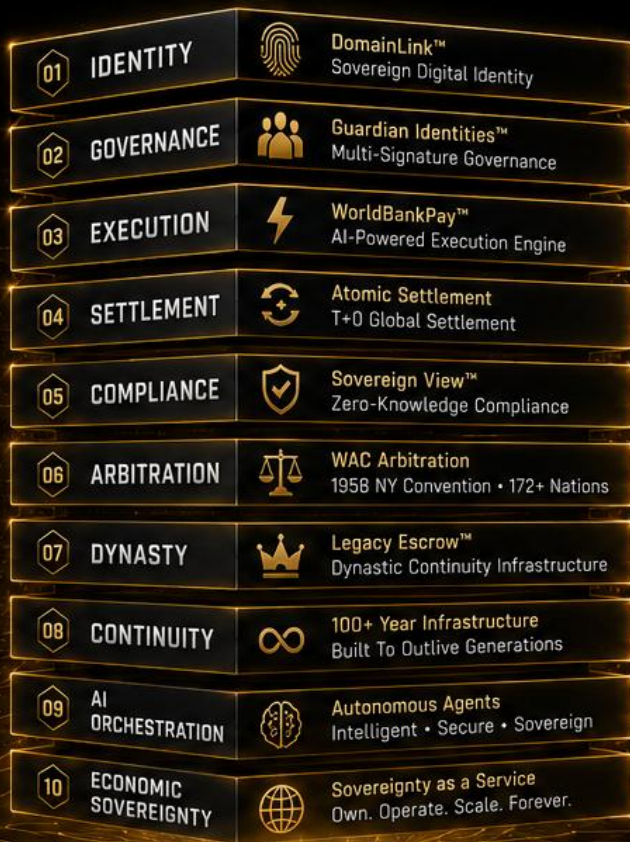 01 IDENTITY
DomainLink™
Sovereign Digital Identity
02 GOVERNANCE
Guardian Identities™
Multi-Signature Governance
03 EXECUTION
WorldBankPay™
AI-Powered Execution Engine
04 SETTLEMENT
Atomic Settlement
T+0 Global Settlement
05 COMPLIANCE
Sovereign View™
Zero-Knowledge Compliance
06 ARBITRATION
WAC Arbitration
1958 NY Convention • 172+ Nations
07 DYNASTY
Legacy Escrow™
Dynastic Continuity Infrastructure
08 CONTINUITY
100+ Year Infrastructure
Built To Outlive Generations
09 AI
ORCHESTRATION
Autonomous Agents
Intelligent • Secure • Sovereign
10 ECONOMIC
SOVEREIGNTY
Sovereignty as a Service
Own. Operate. Scale. Forever.